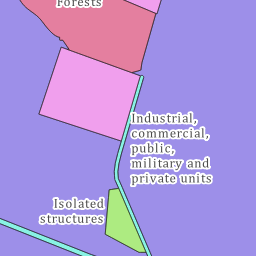 Forests
Industrial,
commercial,
public,
military and
private units
Isolated
structures